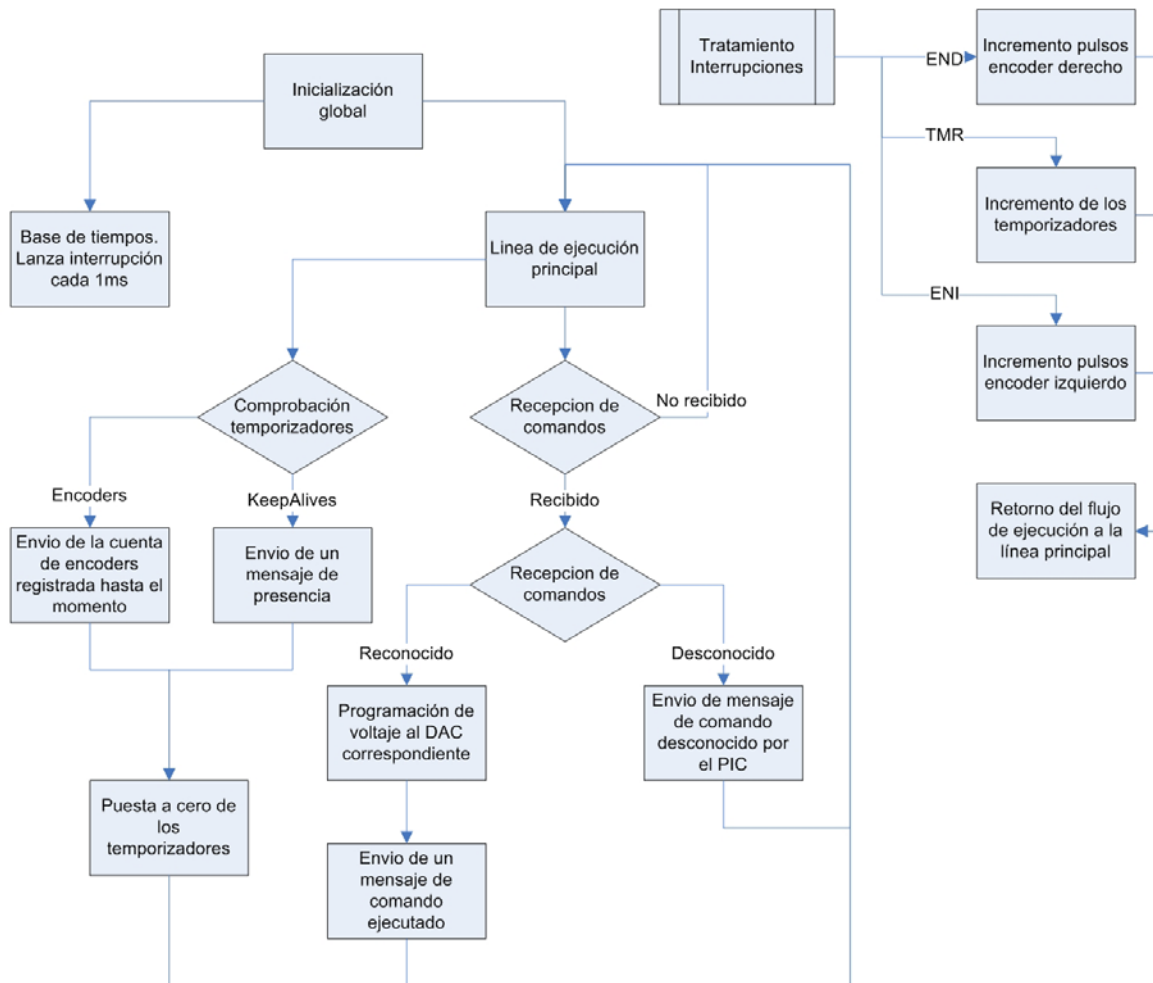 Inicialización
global
Tratamiento
Interrupciones
END
Incremento pulsos
encoder derecho
TMR
Incremento de los
temporizadores
ENI
Incremento pulsos
encoder izquierdo
Retorno del flujo
de ejecución a la
línea principal
Base de tiempos.
Lanza interrupción
cada 1ms
Linea de ejecución
principal
Comprobación
temporizadores
Recepcion de
comandos
No recibido
Encoders
KeepAlives
Recibido
Envio de la cuenta
de encoders
registrada hasta el
momento
Envio de un
mensaje de
presencia
Recepcion de
comandos
Reconocido
Desconocido
Programación de
voltaje al DAC
correspondiente
Envio de mensaje
de comando
desconocido por
el PIC
Puesta a cero de
los
temporizadores
Envio de un
mensaje de
comando
ejecutado